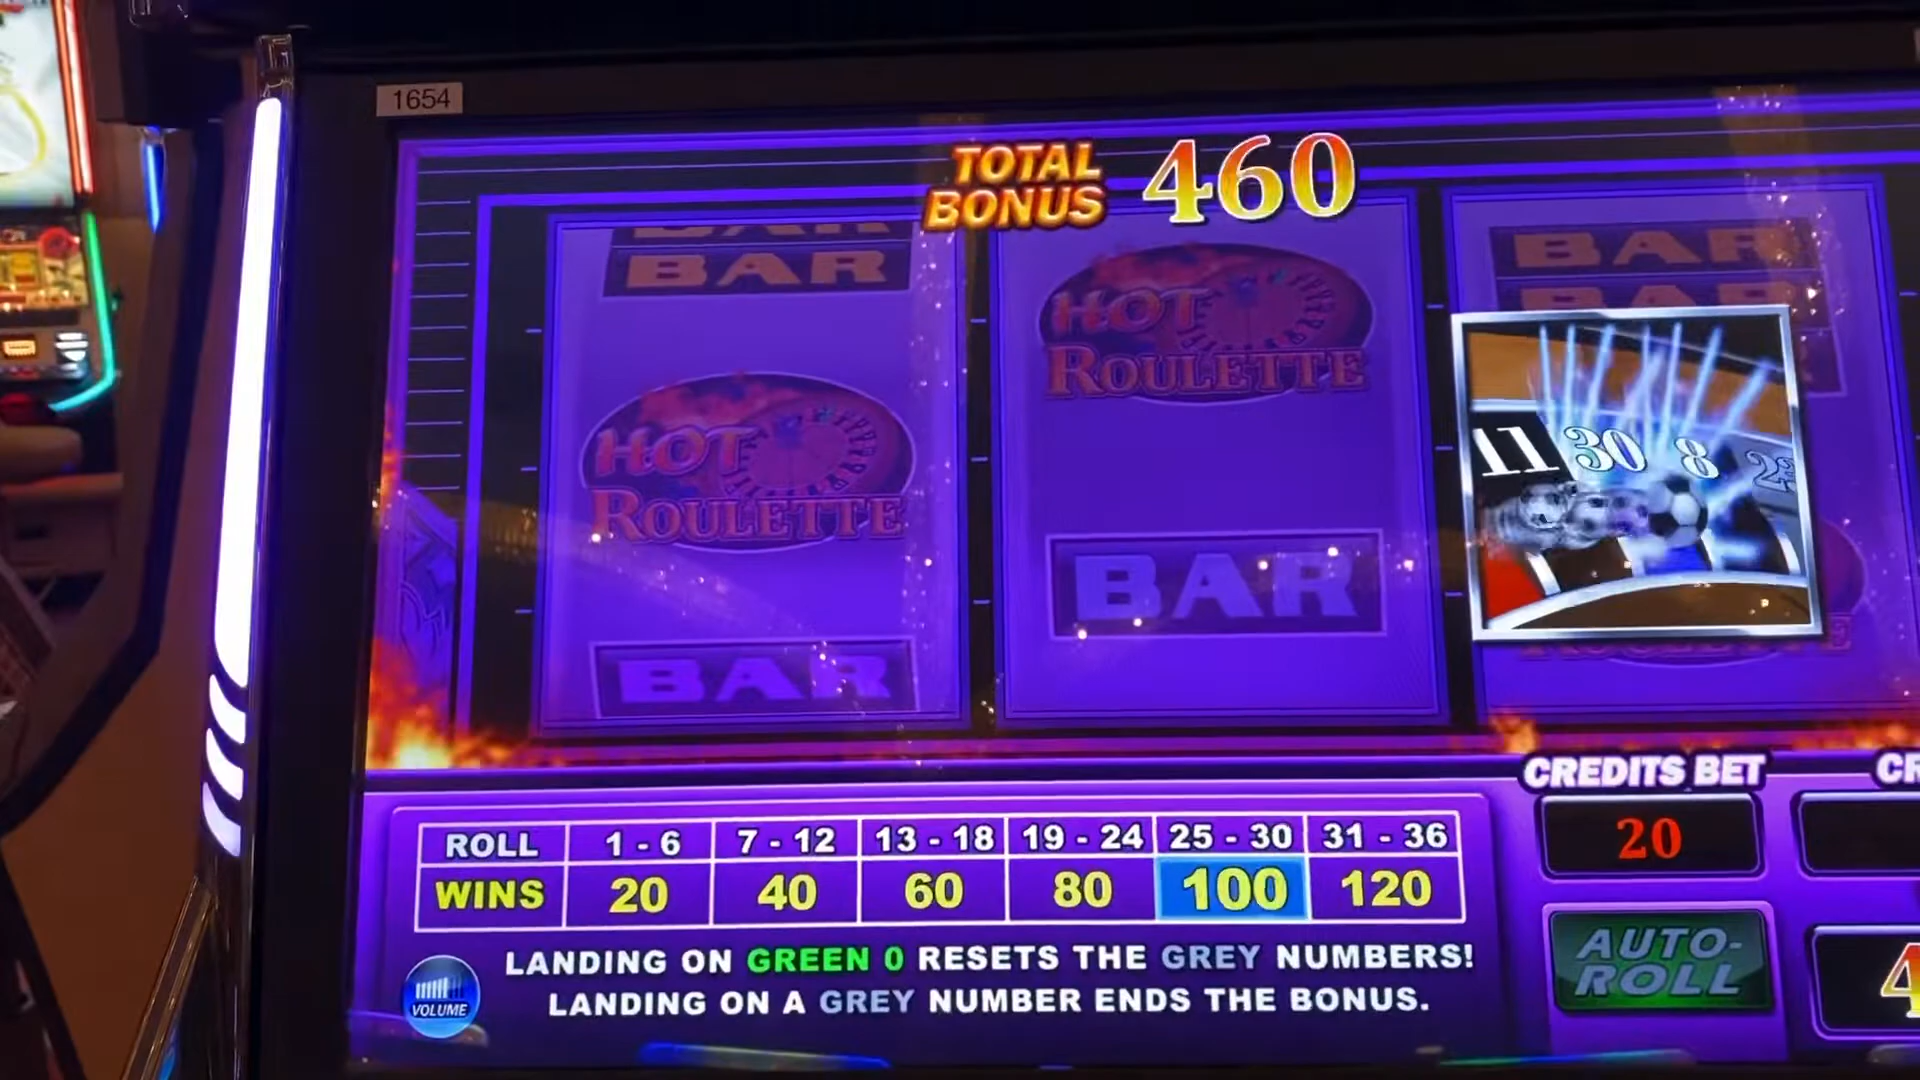 1654
TOTAL
BONUS
460
BAR
HOT
ROULETTE
BAR
HOT
ROULETTE
BAR
BAR
BAR
11 30 8
CREDITS BET
20
ROLL 1 - 6 7 - 12 13 - 18 19 - 24 25 - 30 31 - 36
WINS 20 40 60 80 100 120
LANDING ON GREEN 0 RESETS THE GREY NUMBERS!
LANDING ON A GREY NUMBER ENDS THE BONUS.
VOLUME
AUTO-
ROLL